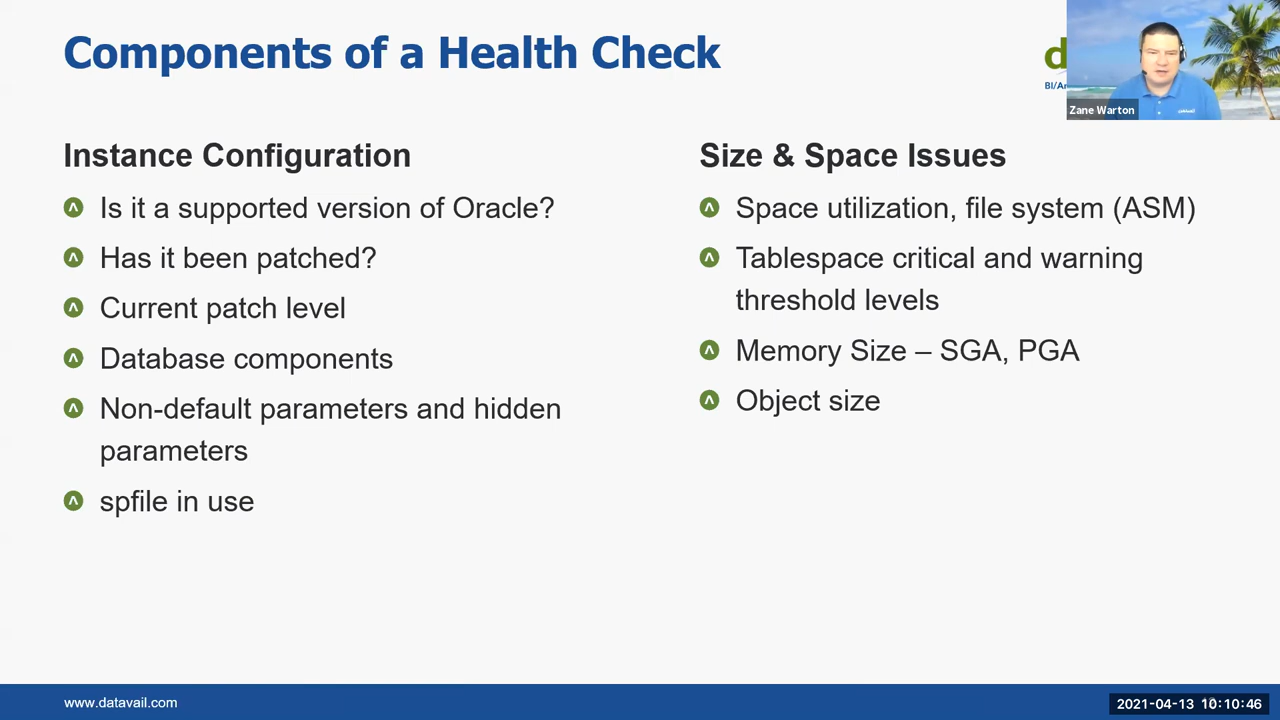 Components of a Health Check
d
BI/A
Zane Warton
Instance Configuration
Is it a supported version of Oracle?
Has it been patched?
Current patch level
Database components
Non-default parameters and hidden
parameters
spfile in use
Size & Space Issues
Space utilization, file system (ASM)
Tablespace critical and warning
threshold levels
Memory Size – SGA, PGA
Object size
www.datavail.com
2021-04-13 10:10:46